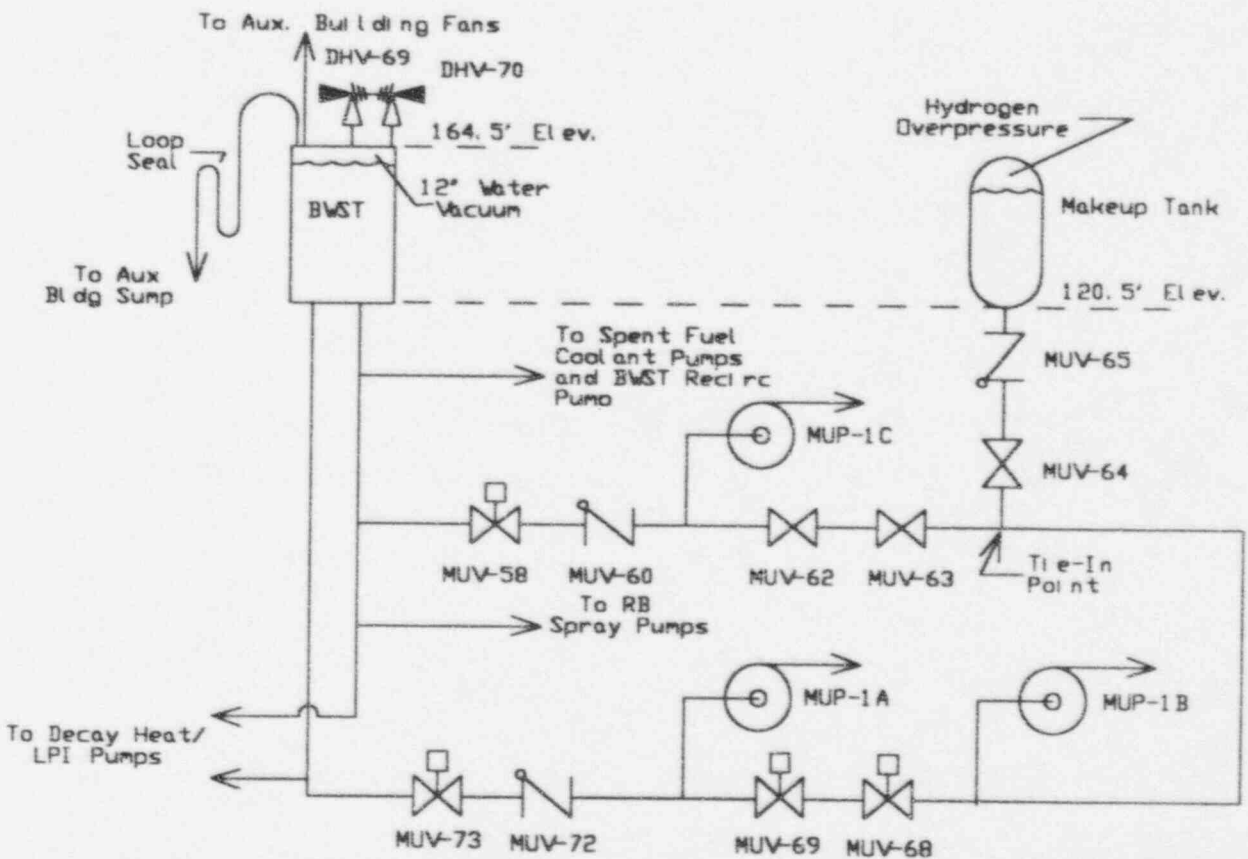 To Aux. Building Fans
DHV-69
DHV-70
Hydrogen
Overpressure
164.5' Elev.
Loop
Seal
12" Water
Vacuum
BWST
Makeup Tank
To Aux
Bldg Sump
120.5' Elev.
To Spent Fuel
Coolant Pumps
and BWST Recirc
Pump
MUV-65
MUP-1C
MUV-64
MUV-58
MUV-60
MUV-62
MUV-63
Tie-In
Point
To RB
Spray Pumps
MUP-1A
MUP-1B
To Decay Heat/
LPI Pumps
MUV-73
MUV-72
MUV-69
MUV-68